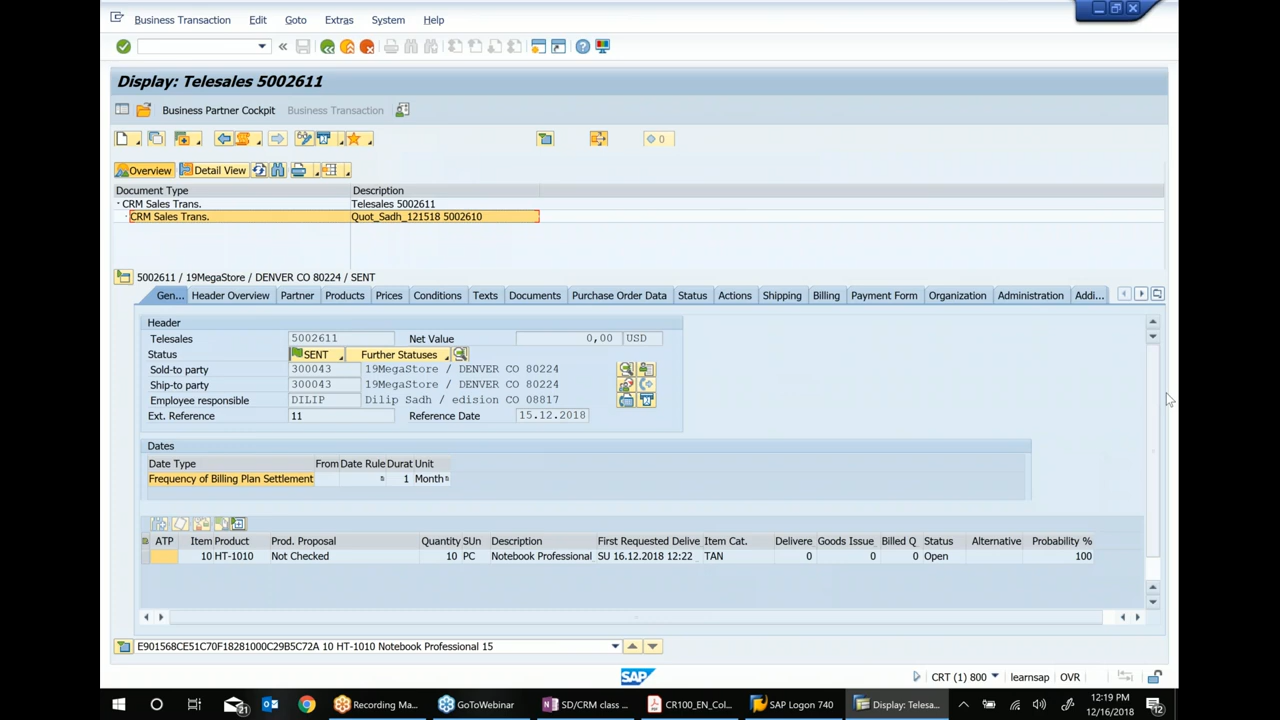 Business Transaction Edit Goto Extras System Help
Display: Telesales 5002611
Business Partner Cockpit Business Transaction
0
Overview Detail View
Document Type Description
CRM Sales Trans. Telesales 5002611
CRM Sales Trans. Quot_Sadh_121518 5002610
5002611 / 19MegaStore / DENVER CO 80224 / SENT
Gen... Header Overview Partner Products Prices Conditions Texts Documents Purchase Order Data Status Actions Shipping Billing Payment Form Organization Administration Addi...
Header
Telesales 5002611 Net Value 0,00 USD
Status SENT Further Statuses
Sold-to party 300043 19MegaStore / DENVER CO 80224
Ship-to party 300043 19MegaStore / DENVER CO 80224
Employee responsible DILIP Dilip Sadh / edision CO 08817
Ext. Reference 11 Reference Date 15.12.2018
Dates
Date Type From Date Rule Durat Unit
Frequency of Billing Plan Settlement 1 Month
ATP Item Product Prod. Proposal Quantity SUn Description First Requested Delive Item Cat. Delivere Goods Issue Billed Q Status Alternative Probability %
10 HT-1010 Not Checked 10 PC Notebook Professional SU 16.12.2018 12:22 TAN 0 0 0 Open 100
E901568CE51C70F18281000C29B5C72A 10 HT-1010 Notebook Professional 15
SAP CRT (1) 800 learnsap OVR
21 Recording Ma... GoToWebinar SD/CRM class ... CR100_EN_Col... SAP Logon 740 Display: Telesa... 12:19 PM
12/16/2018 12